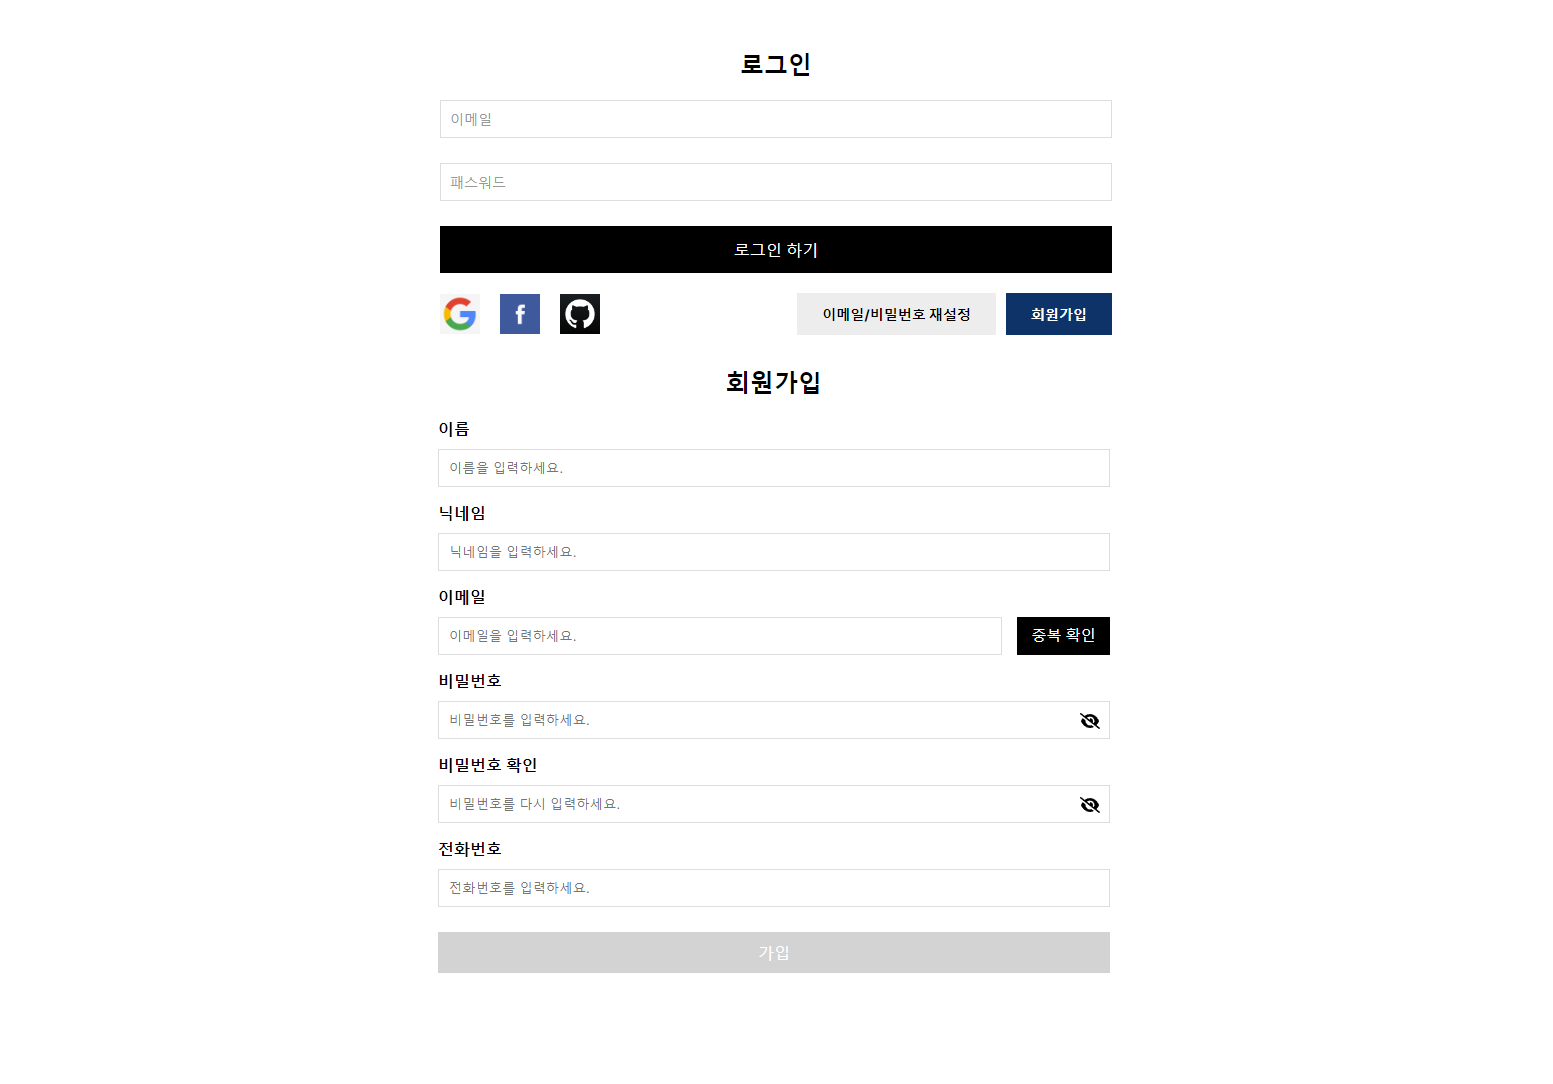 로그인
이메일
패스워드
로그인 하기
이메일/비밀번호 재설정 회원가입
회원가입
이름
이름을 입력하세요.
닉네임
닉네임을 입력하세요.
이메일
이메일을 입력하세요. 중복 확인
비밀번호
비밀번호를 입력하세요.
비밀번호 확인
비밀번호를 다시 입력하세요.
전화번호
전화번호를 입력하세요.
가입